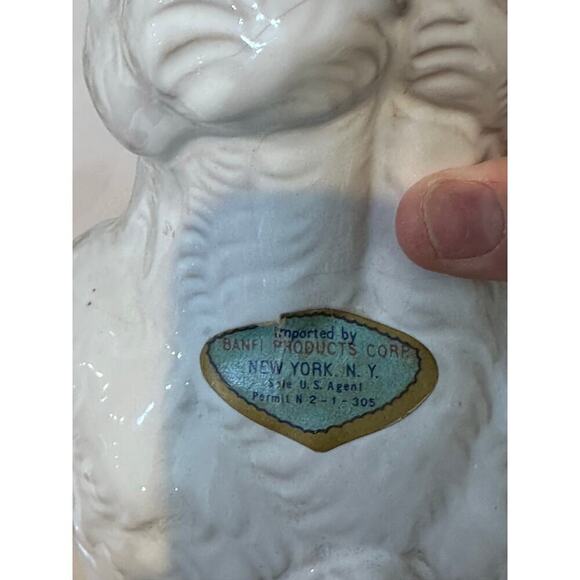 Imported by
BANFI PRODUCTS CORP.
NEW YORK, N.Y.
Sole U.S. Agent
Permit N 2-1-305